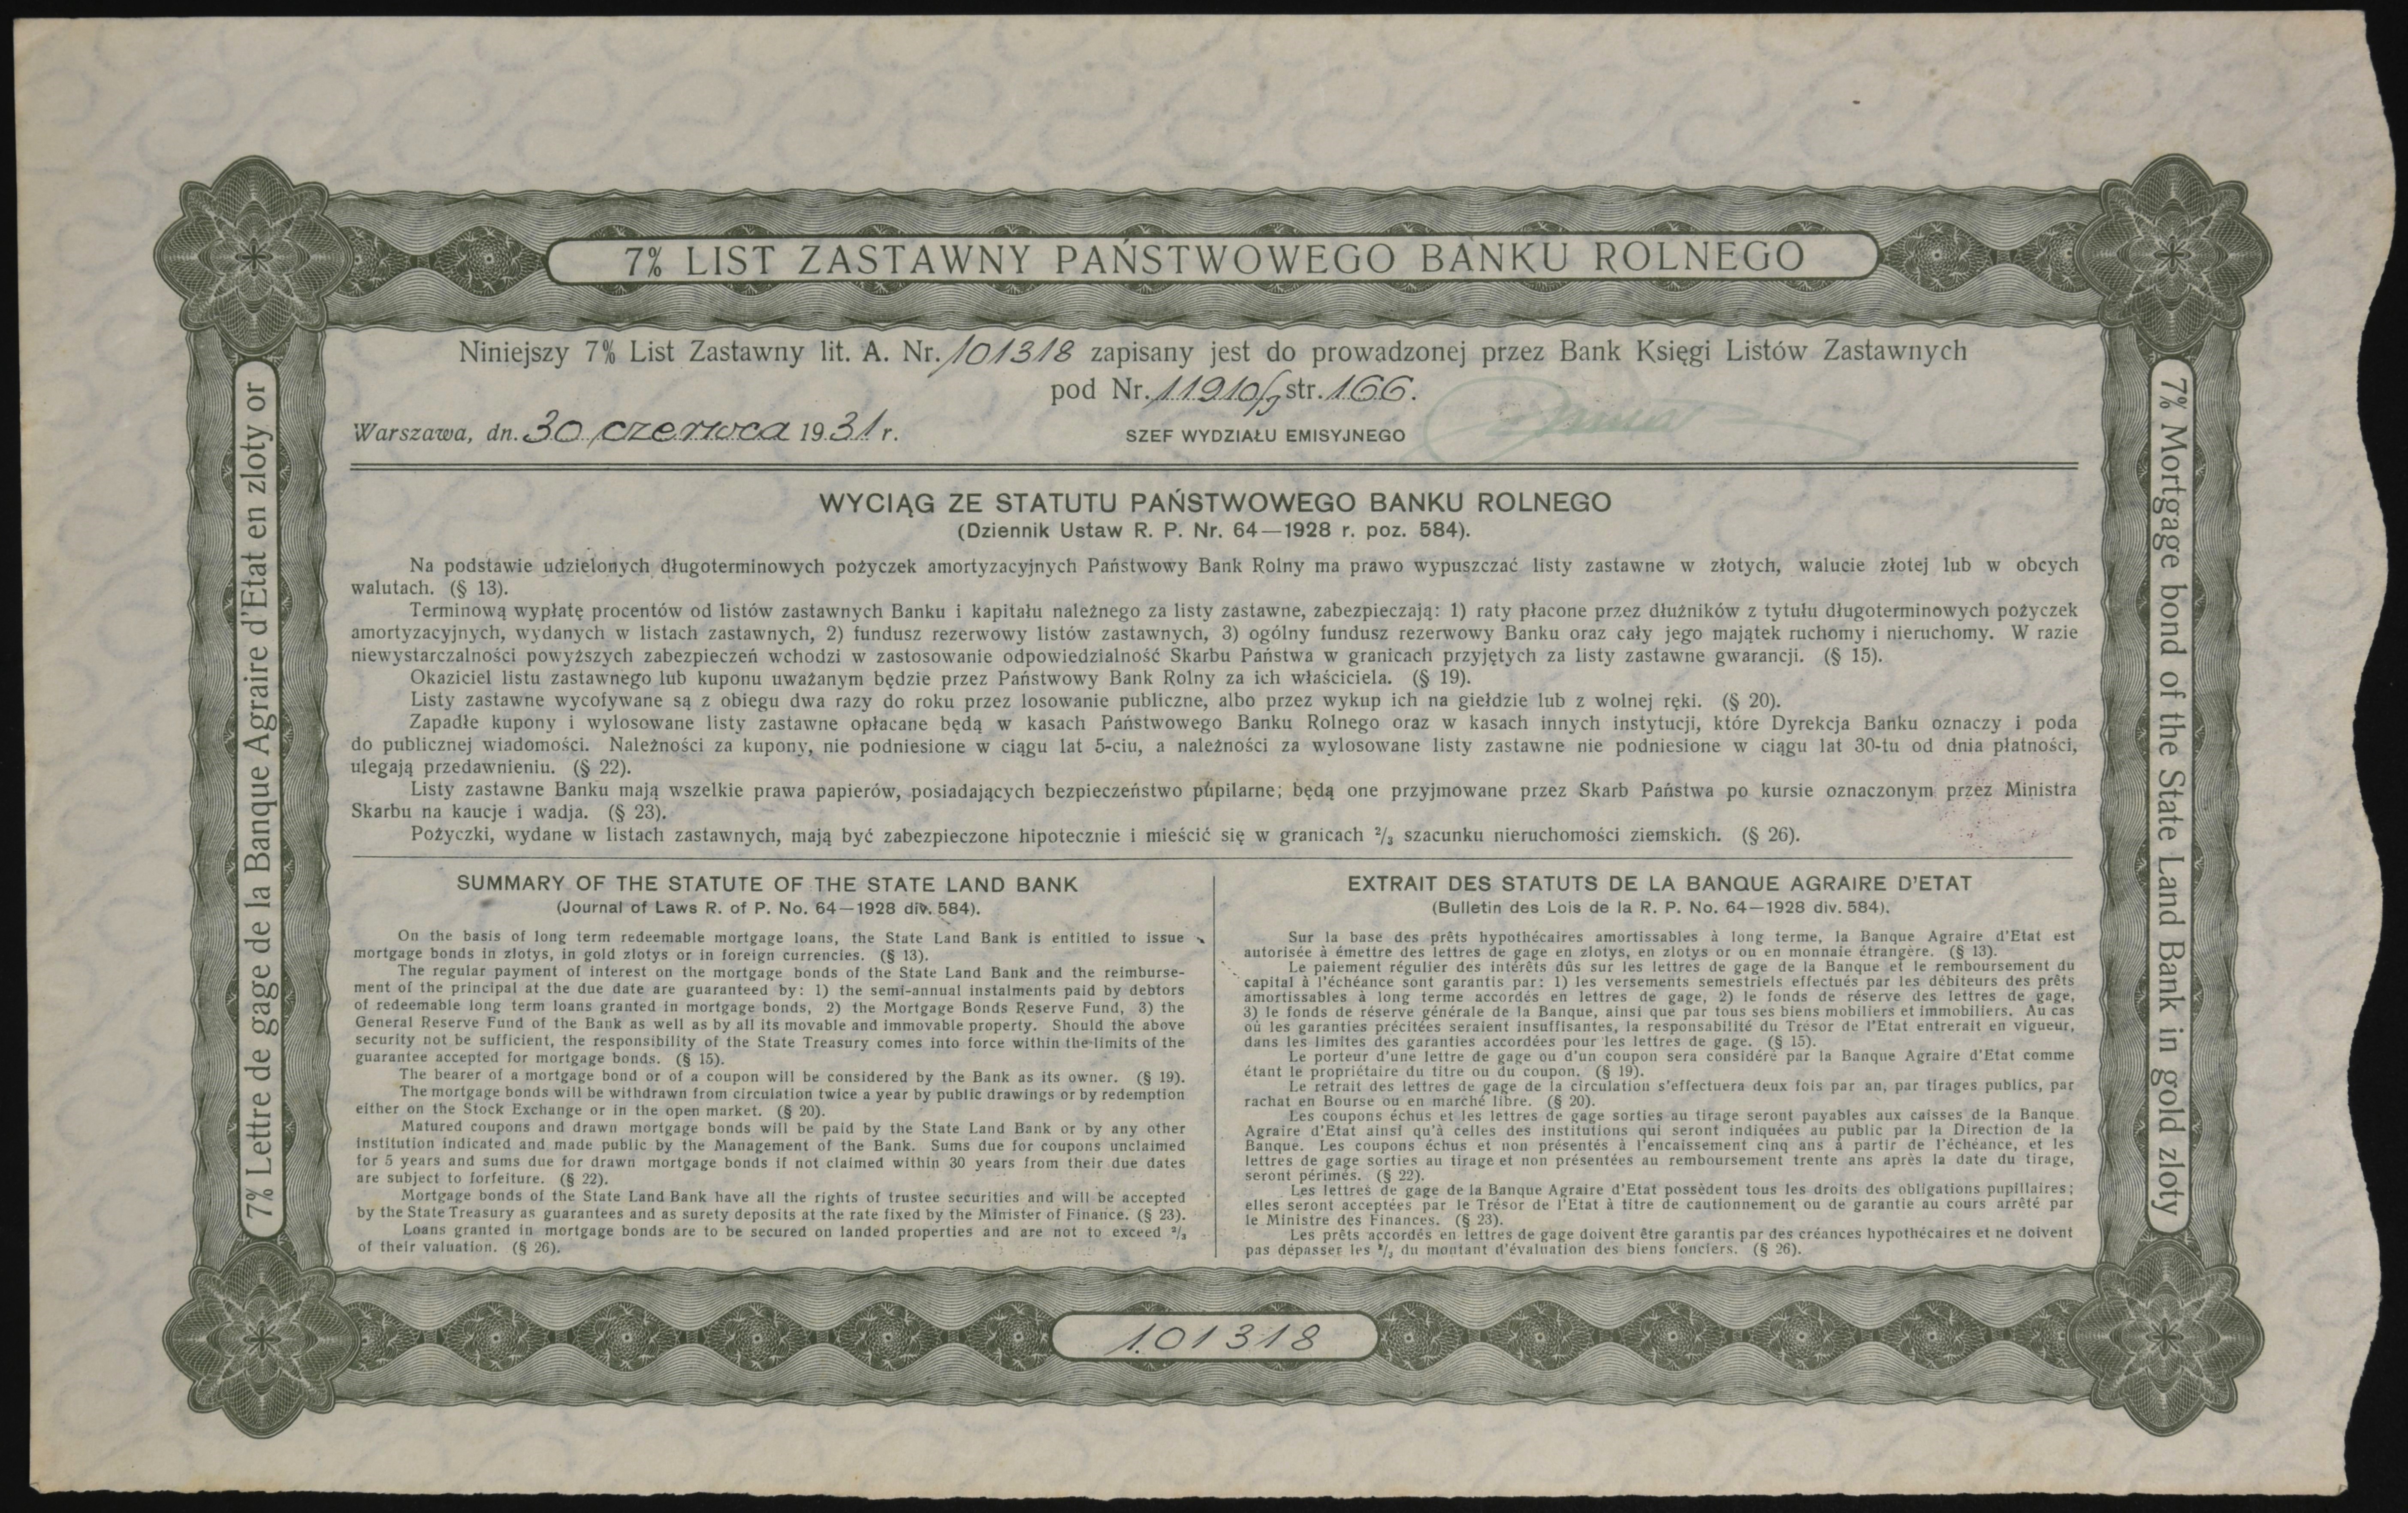 7% LIST ZASTAWNY PAŃSTWOWEGO BANKU ROLNEGO
7% Lettre de gage de la Banque Agraire d'Etat en zloty or
7% Mortgage bond of the State Land Bank in gold zloty
Niniejszy 7% List Zastawny lit. A. Nr. 101318 zapisany jest do prowadzonej przez Bank Księgi Listów Zastawnych
pod Nr. 11910/ str. 166.
Warszawa, dn. 30 czerwca 1931 r. SZEF WYDZIAŁU EMISYJNEGO
WYCIĄG ZE STATUTU PAŃSTWOWEGO BANKU ROLNEGO
(Dziennik Ustaw R. P. Nr. 64—1928 r. poz. 584).
Na podstawie udzielonych długoterminowych pożyczek amortyzacyjnych Państwowy Bank Rolny ma prawo wypuszczać listy zastawne w złotych, walucie złotej lub w obcych
walutach. (§ 13).
Terminową wypłatę procentów od listów zastawnych Banku i kapitału należnego za listy zastawne, zabezpieczają: 1) raty płacone przez dłużników z tytułu długoterminowych pożyczek
amortyzacyjnych, wydanych w listach zastawnych, 2) fundusz rezerwowy listów zastawnych, 3) ogólny fundusz rezerwowy Banku oraz cały jego majątek ruchomy i nieruchomy. W razie
niewystarczalności powyższych zabezpieczeń wchodzi w zastosowanie odpowiedzialność Skarbu Państwa w granicach przyjętych za listy zastawne gwarancji. (§ 15).
Okaziciel listu zastawnego lub kuponu uważanym będzie przez Państwowy Bank Rolny za ich właściciela. (§ 19).
Listy zastawne wycofywane są z obiegu dwa razy do roku przez losowanie publiczne, albo przez wykup ich na giełdzie lub z wolnej ręki. (§ 20).
Zapadłe kupony i wylosowane listy zastawne opłacane będą w kasach Państwowego Banku Rolnego oraz w kasach innych instytucji, które Dyrekcja Banku oznaczy i poda
do publicznej wiadomości. Należności za kupony, nie podniesione w ciągu lat 5-ciu, a należności za wylosowane listy zastawne nie podniesione w ciągu lat 30-tu od dnia płatności,
ulegają przedawnieniu. (§ 22).
Listy zastawne Banku mają wszelkie prawa papierów, posiadających bezpieczeństwo pupilarne; będą one przyjmowane przez Skarb Państwa po kursie oznaczonym przez Ministra
Skarbu na kaucje i wadja. (§ 23).
Pożyczki, wydane w listach zastawnych, mają być zabezpieczone hipotecznie i mieścić się w granicach 2/3 szacunku nieruchomości ziemskich. (§ 26).
SUMMARY OF THE STATUTE OF THE STATE LAND BANK
(Journal of Laws R. of P. No. 64—1928 div. 584).
On the basis of long term redeemable mortgage loans, the State Land Bank is entitled to issue
mortgage bonds in zlotys, in gold zlotys or in foreign currencies. (§ 13).
The regular payment of interest on the mortgage bonds of the State Land Bank and the reimburse-
ment of the principal at the due date are guaranteed by: 1) the semi-annual instalments paid by debtors
of redeemable long term loans granted in mortgage bonds, 2) the Mortgage Bonds Reserve Fund, 3) the
General Reserve Fund of the Bank as well as by all its movable and immovable property. Should the above
security not be sufficient, the responsibility of the State Treasury comes into force within the limits of the
guarantee accepted for mortgage bonds. (§ 15).
The bearer of a mortgage bond or of a coupon will be considered by the Bank as its owner. (§ 19).
The mortgage bonds will be withdrawn from circulation twice a year by public drawings or by redemption
either on the Stock Exchange or in the open market. (§ 20).
Matured coupons and drawn mortgage bonds will be paid by the State Land Bank or by any other
institution indicated and made public by the Management of the Bank. Sums due for coupons unclaimed
for 5 years and sums due for drawn mortgage bonds if not claimed within 30 years from their due dates
are subject to forfeiture. (§ 22).
Mortgage bonds of the State Land Bank have all the rights of trustee securities and will be accepted
by the State Treasury as guarantees and as surety deposits at the rate fixed by the Minister of Finance. (§ 23).
Loans granted in mortgage bonds are to be secured on landed properties and are not to exceed 2/3
of their valuation. (§ 26).
EXTRAIT DES STATUTS DE LA BANQUE AGRAIRE D'ETAT
(Bulletin des Lois de la R. P. No. 64—1928 div. 584).
Sur la base des prêts hypothécaires amortissables à long terme, la Banque Agraire d'Etat est
autorisée à émettre des lettres de gage en zlotys, en zlotys or ou en monnaie étrangère. (§ 13).
Le paiement régulier des intérêts dûs sur les lettres de gage de la Banque et le remboursement du
capital à l'échéance sont garantis par: 1) les versements semestriels effectués par les débiteurs des prêts
amortissables à long terme accordés en lettres de gage, 2) le fonds de réserve des lettres de gage,
3) le fonds de réserve générale de la Banque, ainsi que par tous ses biens mobiliers et immobiliers. Au cas
où les garanties précitées seraient insuffisantes, la responsabilité du Trésor de l'Etat entrerait en vigueur,
dans les limites des garanties accordées pour les lettres de gage. (§ 15).
Le porteur d'une lettre de gage ou d'un coupon sera considéré par la Banque Agraire d'Etat comme
étant le propriétaire du titre ou du coupon. (§ 19).
Le retrait des lettres de gage de la circulation s'effectuera deux fois par an, par tirages publics, par
rachat en Bourse ou en marché libre. (§ 20).
Les coupons échus et les lettres de gage sorties au tirage seront payables aux caisses de la Banque
Agraire d'Etat ainsi qu'à celles des institutions qui seront indiquées au public par la Direction de la
Banque. Les coupons échus et non présentés à l'encaissement cinq ans à partir de l'échéance, et les
lettres de gage sorties au tirage et non présentées au remboursement trente ans après la date du tirage,
seront périmés. (§ 22).
Les lettres de gage de la Banque Agraire d'Etat possèdent tous les droits des obligations pupillaires;
elles seront acceptées par le Trésor de l'Etat à titre de cautionnement ou de garantie au cours arrêté par
le Ministre des Finances. (§ 23).
Les prêts accordés en lettres de gage doivent être garantis par des créances hypothécaires et ne doivent
pas dépasser les 2/3 du montant d'évaluation des biens fonciers. (§ 26).
101318